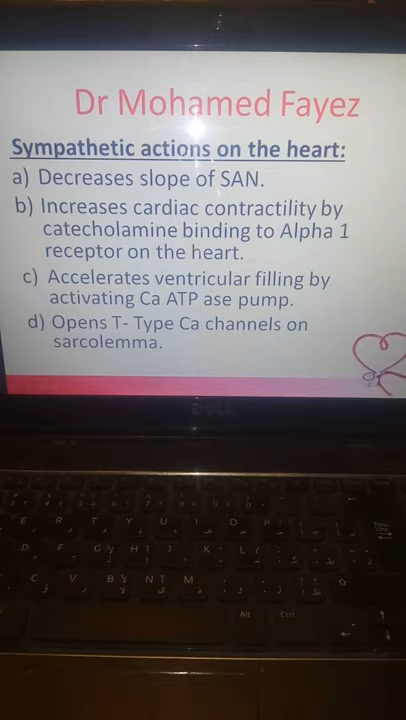 Dr Mohamed Fayez
Sympathetic actions on the heart:
a) Decreases slope of SAN.
b) Increases cardiac contractility by
catecholamine binding to Alpha 1
receptor on the heart.
c) Accelerates ventricular filling by
activating Ca ATP ase pump.
d) Opens T- Type Ca channels on
sarcolemma.
DELL
E R T Y U I O P
D F G H J K L
C V B N M
Alt Ctrl